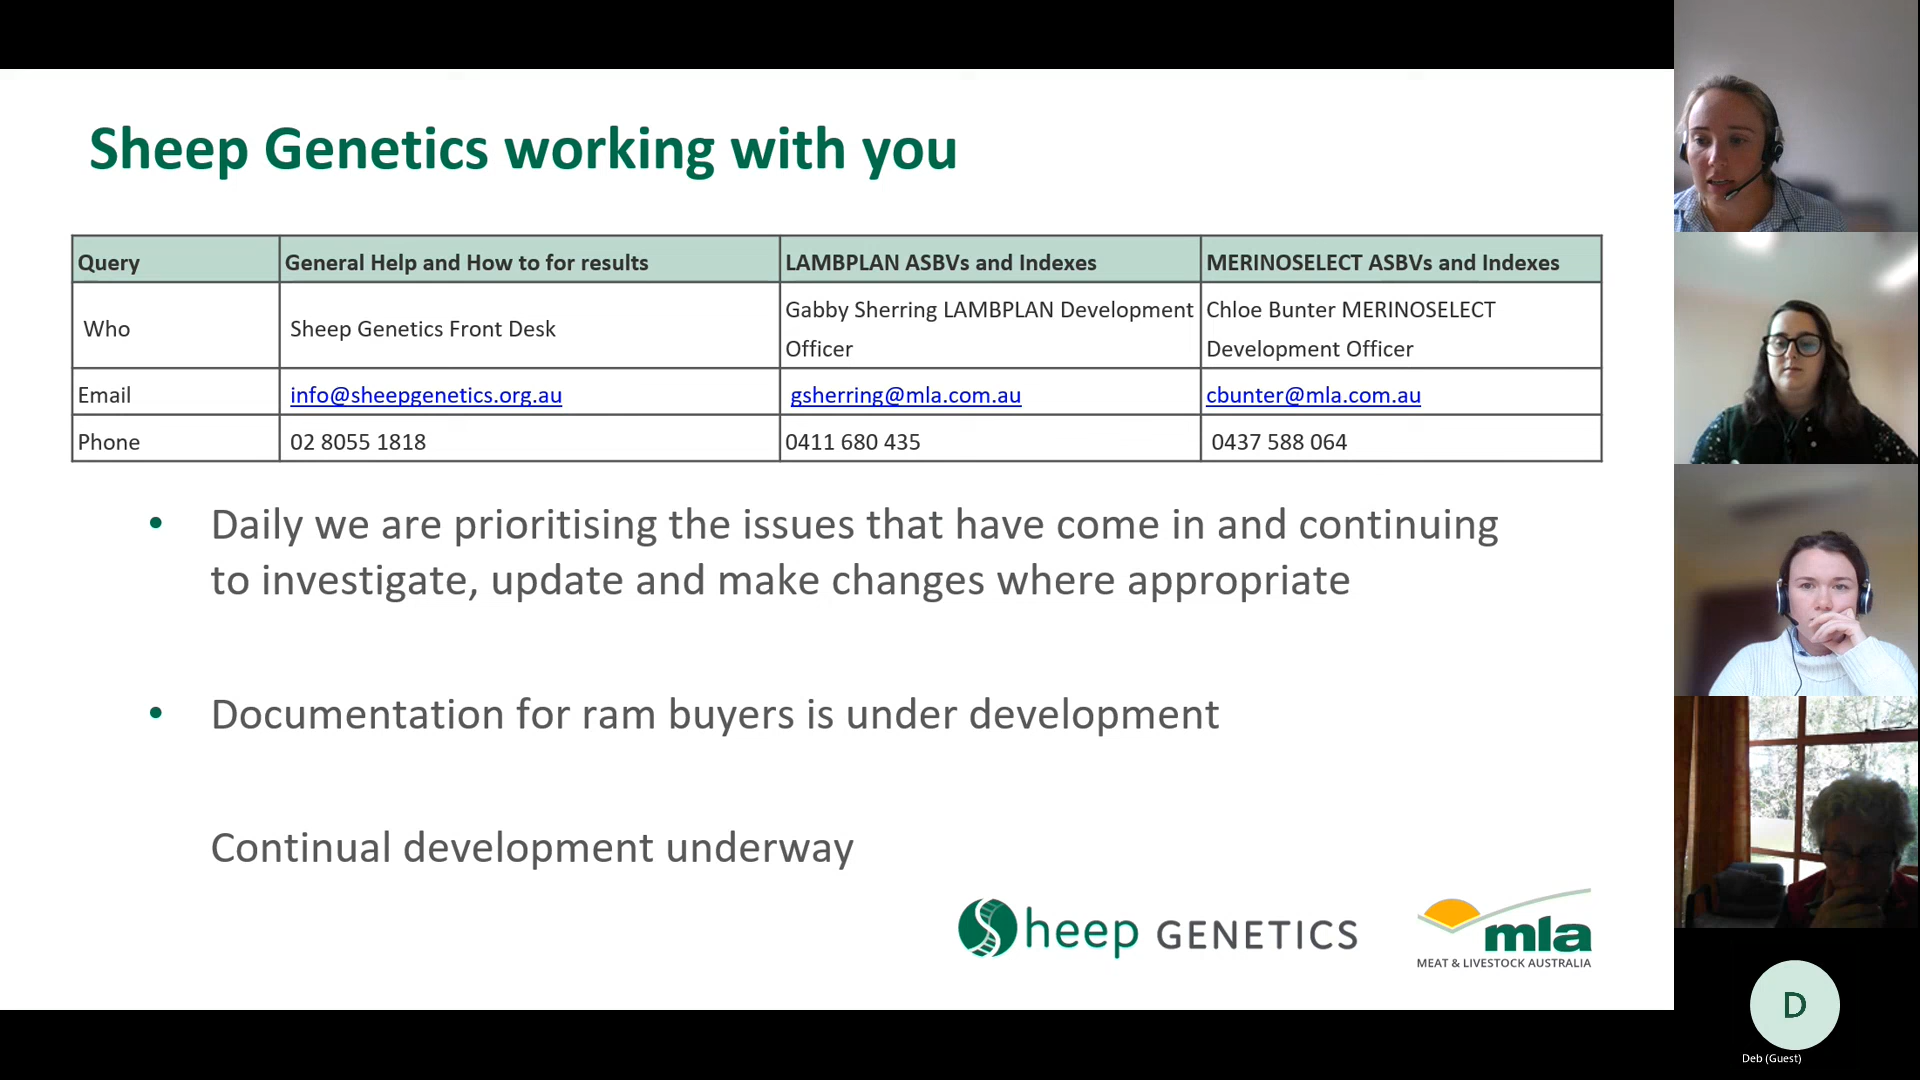 Sheep Genetics working with you
Query General Help and How to for results LAMBPLAN ASBVs and Indexes MERINOSELECT ASBVs and Indexes
Who Sheep Genetics Front Desk Gabby Sherring LAMBPLAN Development Officer Chloe Bunter MERINOSELECT Development Officer
Email info@sheepgenetics.org.au gsherring@mla.com.au cbunter@mla.com.au
Phone 02 8055 1818 0411 680 435 0437 588 064
• Daily we are prioritising the issues that have come in and continuing
to investigate, update and make changes where appropriate
• Documentation for ram buyers is under development
Continual development underway
Sheep GENETICS
mla
MEAT & LIVESTOCK AUSTRALIA
D
Deb (Guest)